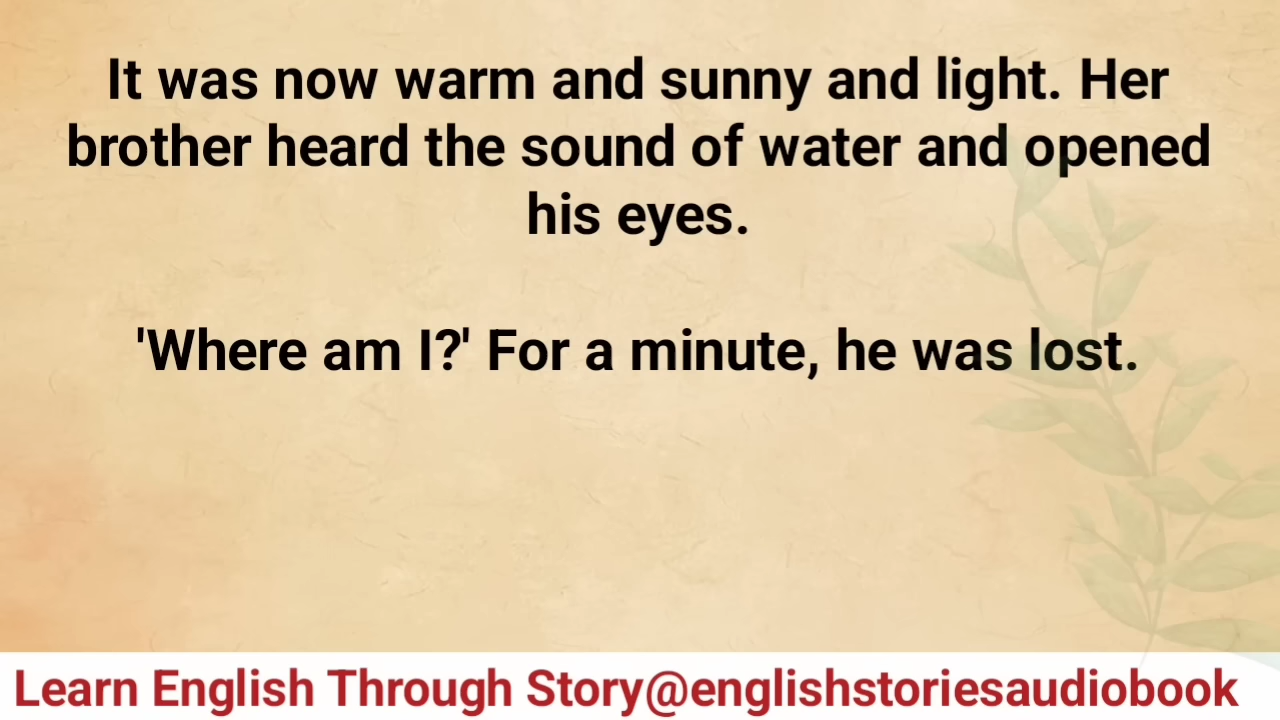 It was now warm and sunny and light. Her
brother heard the sound of water and opened
his eyes.
'Where am I?' For a minute, he was lost.
Learn English Through Story@englishstoriesaudiobook